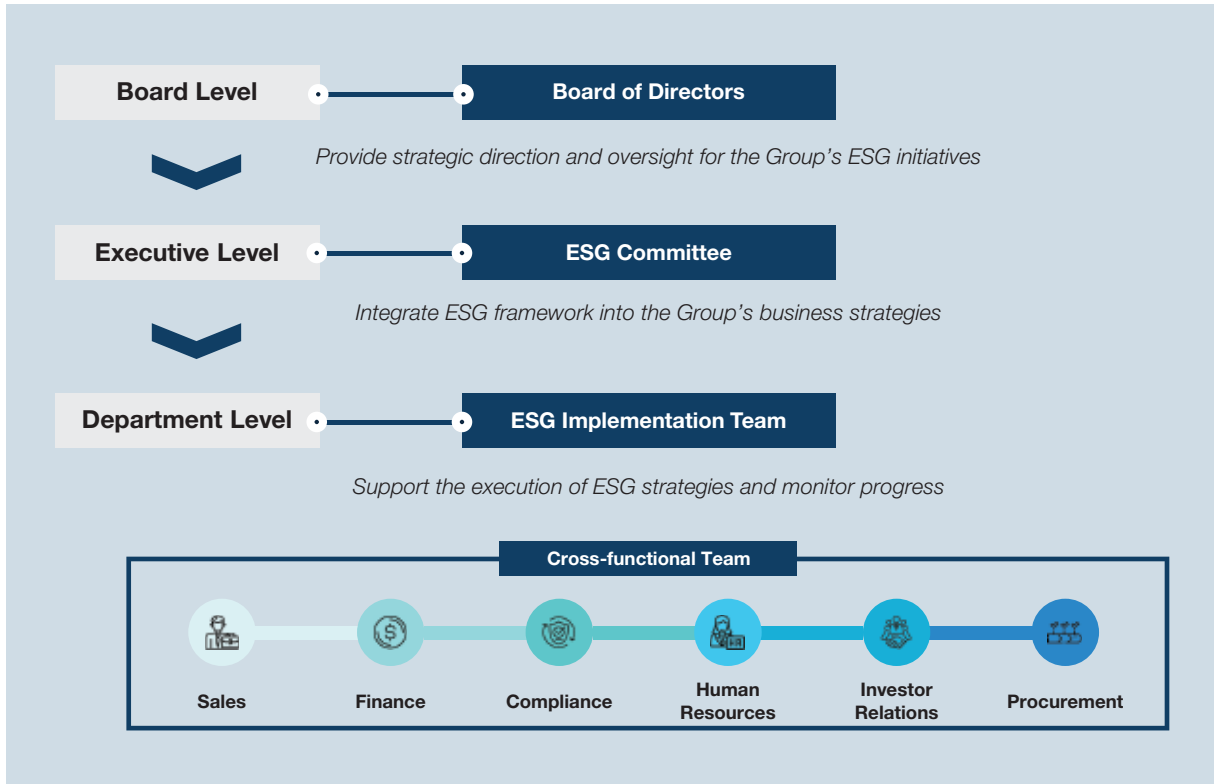 Board Level
Board of Directors
Provide strategic direction and oversight for the Group’s ESG initiatives
Executive Level
ESG Committee
Integrate ESG framework into the Group’s business strategies
Department Level
ESG Implementation Team
Support the execution of ESG strategies and monitor progress
Cross-functional Team
Sales
Finance
Compliance
Human
Resources
Investor
Relations
Procurement